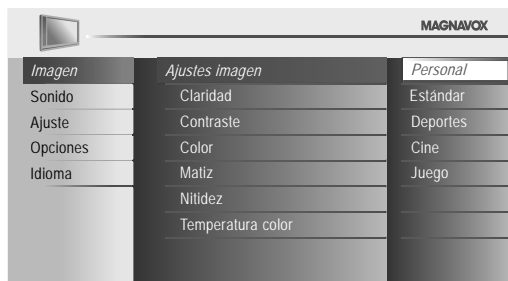 MAGNAVOX
Imagen
Sonido
Ajuste
Opciones
Idioma
Ajustes imagen
Claridad
Contraste
Color
Matiz
Nitidez
Temperatura color
Personal
Estándar
Deportes
Cine
Juego